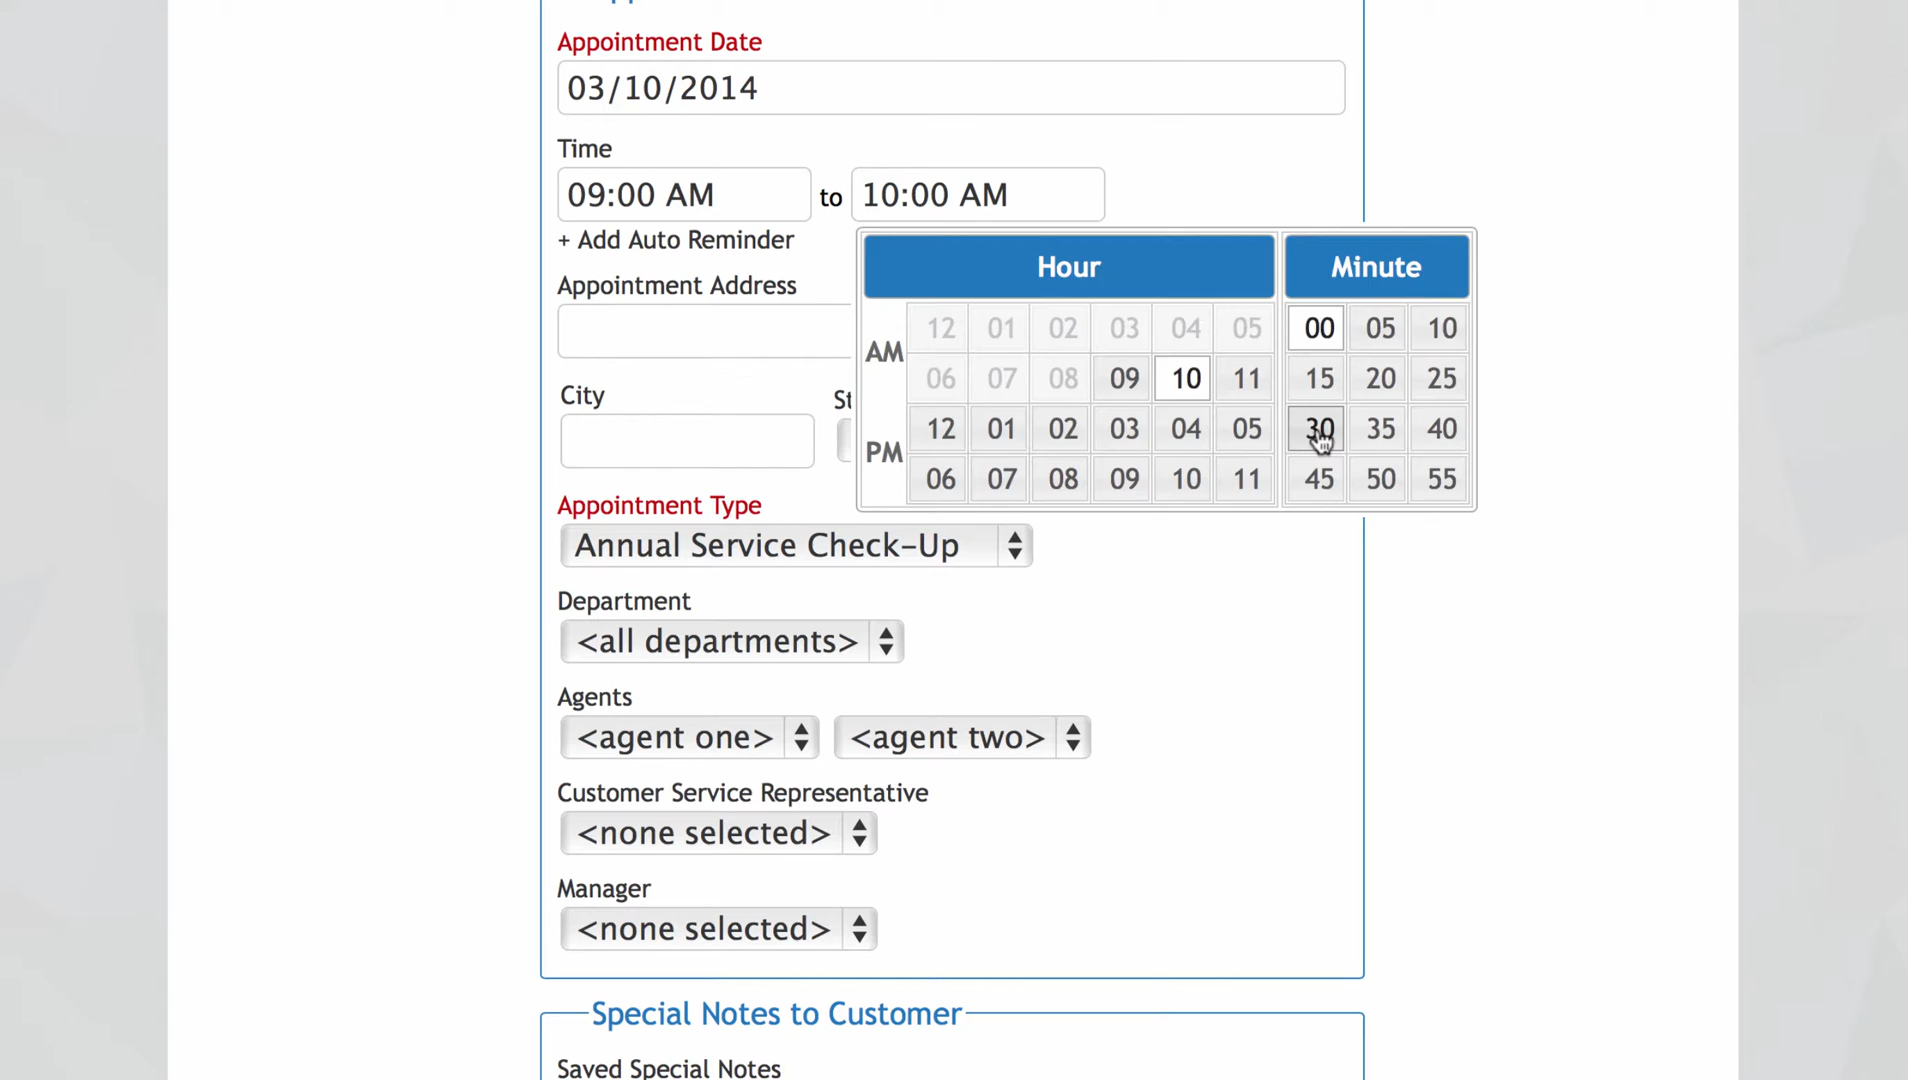 Appointment Date
03/10/2014
Time
09:00 AM to 10:00 AM
+ Add Auto Reminder
Hour Minute
Appointment Address
AM
12 01 02 03 04 05 00 05 10
06 07 08 09 10 11 15 20 25
City
PM
12 01 02 03 04 05 30 35 40
06 07 08 09 10 11 45 50 55
Appointment Type
Annual Service Check-Up
Department
<all departments>
Agents
<agent one> <agent two>
Customer Service Representative
<none selected>
Manager
<none selected>
Special Notes to Customer
Saved Special Notes